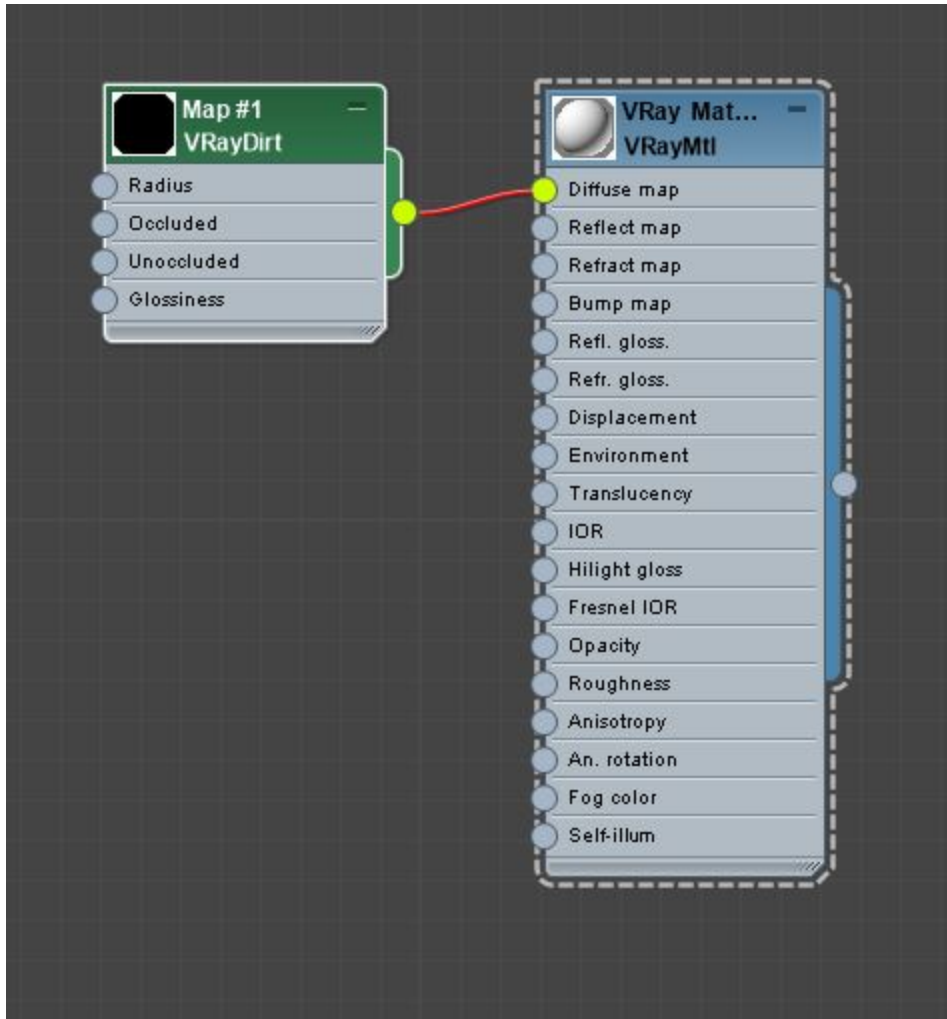 Map #1
VRayDirt
Radius
Occluded
Unoccluded
Glossiness
VRay Mat...
VRayMtl
Diffuse map
Reflect map
Refract map
Bump map
Refl. gloss.
Refr. gloss.
Displacement
Environment
Translucency
IOR
Hilight gloss
Fresnel IOR
Opacity
Roughness
Anisotropy
An. rotation
Fog color
Self-illum